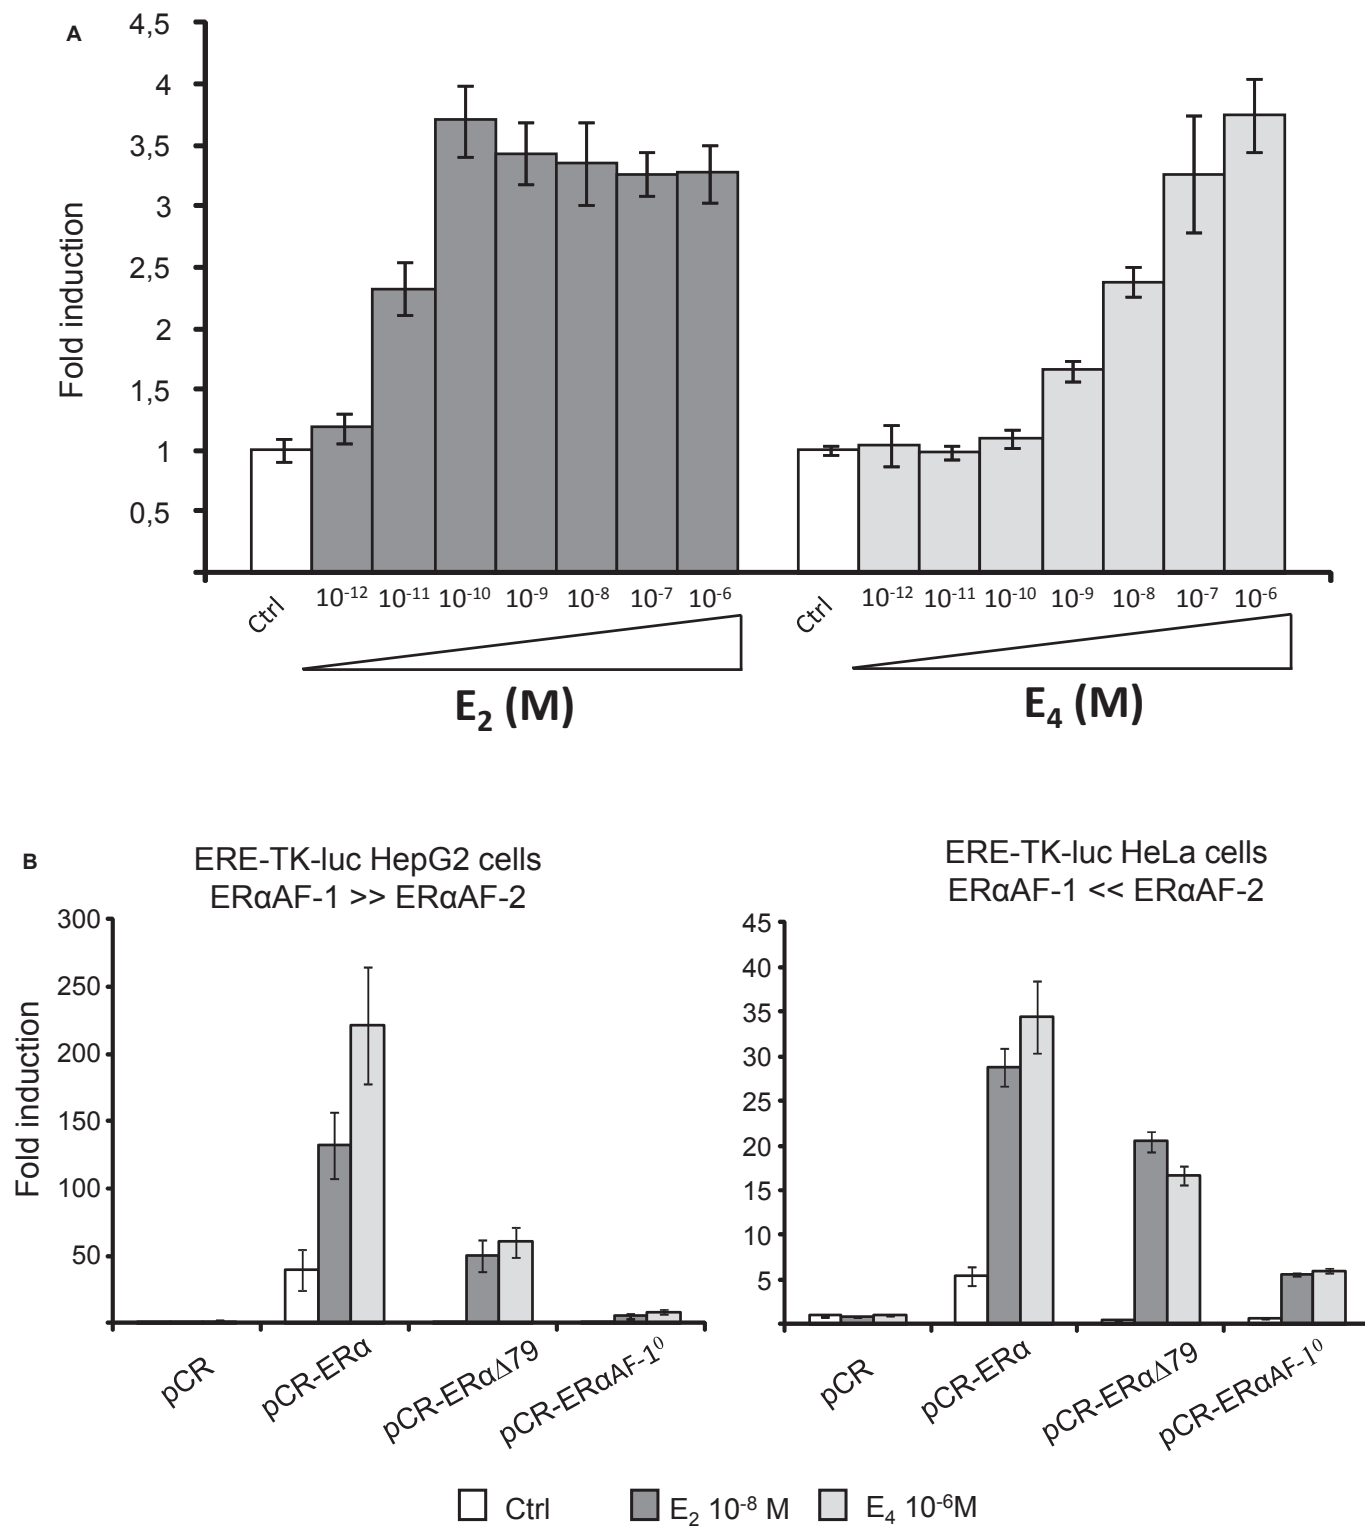 A
4,5
4
3,5
3
2,5
2
1,5
1
0,5
Fold induction
Ctrl 10⁻¹² 10⁻¹¹ 10⁻¹⁰ 10⁻⁹ 10⁻⁸ 10⁻⁷ 10⁻⁶
Ctrl 10⁻¹² 10⁻¹¹ 10⁻¹⁰ 10⁻⁹ 10⁻⁸ 10⁻⁷ 10⁻⁶
E₂ (M)
E₄ (M)
B
ERE-TK-luc HepG2 cells
ERαAF-1 >> ERαAF-2
300
250
200
150
100
50
Fold induction
pCR
pCR-ERα
pCR-ERαΔ79
pCR-ERαAF-1⁰
ERE-TK-luc HeLa cells
ERαAF-1 << ERαAF-2
45
40
35
30
25
20
15
10
5
pCR
pCR-ERα
pCR-ERαΔ79
pCR-ERαAF-1⁰
Ctrl E₂ 10⁻⁸ M E₄ 10⁻⁶M